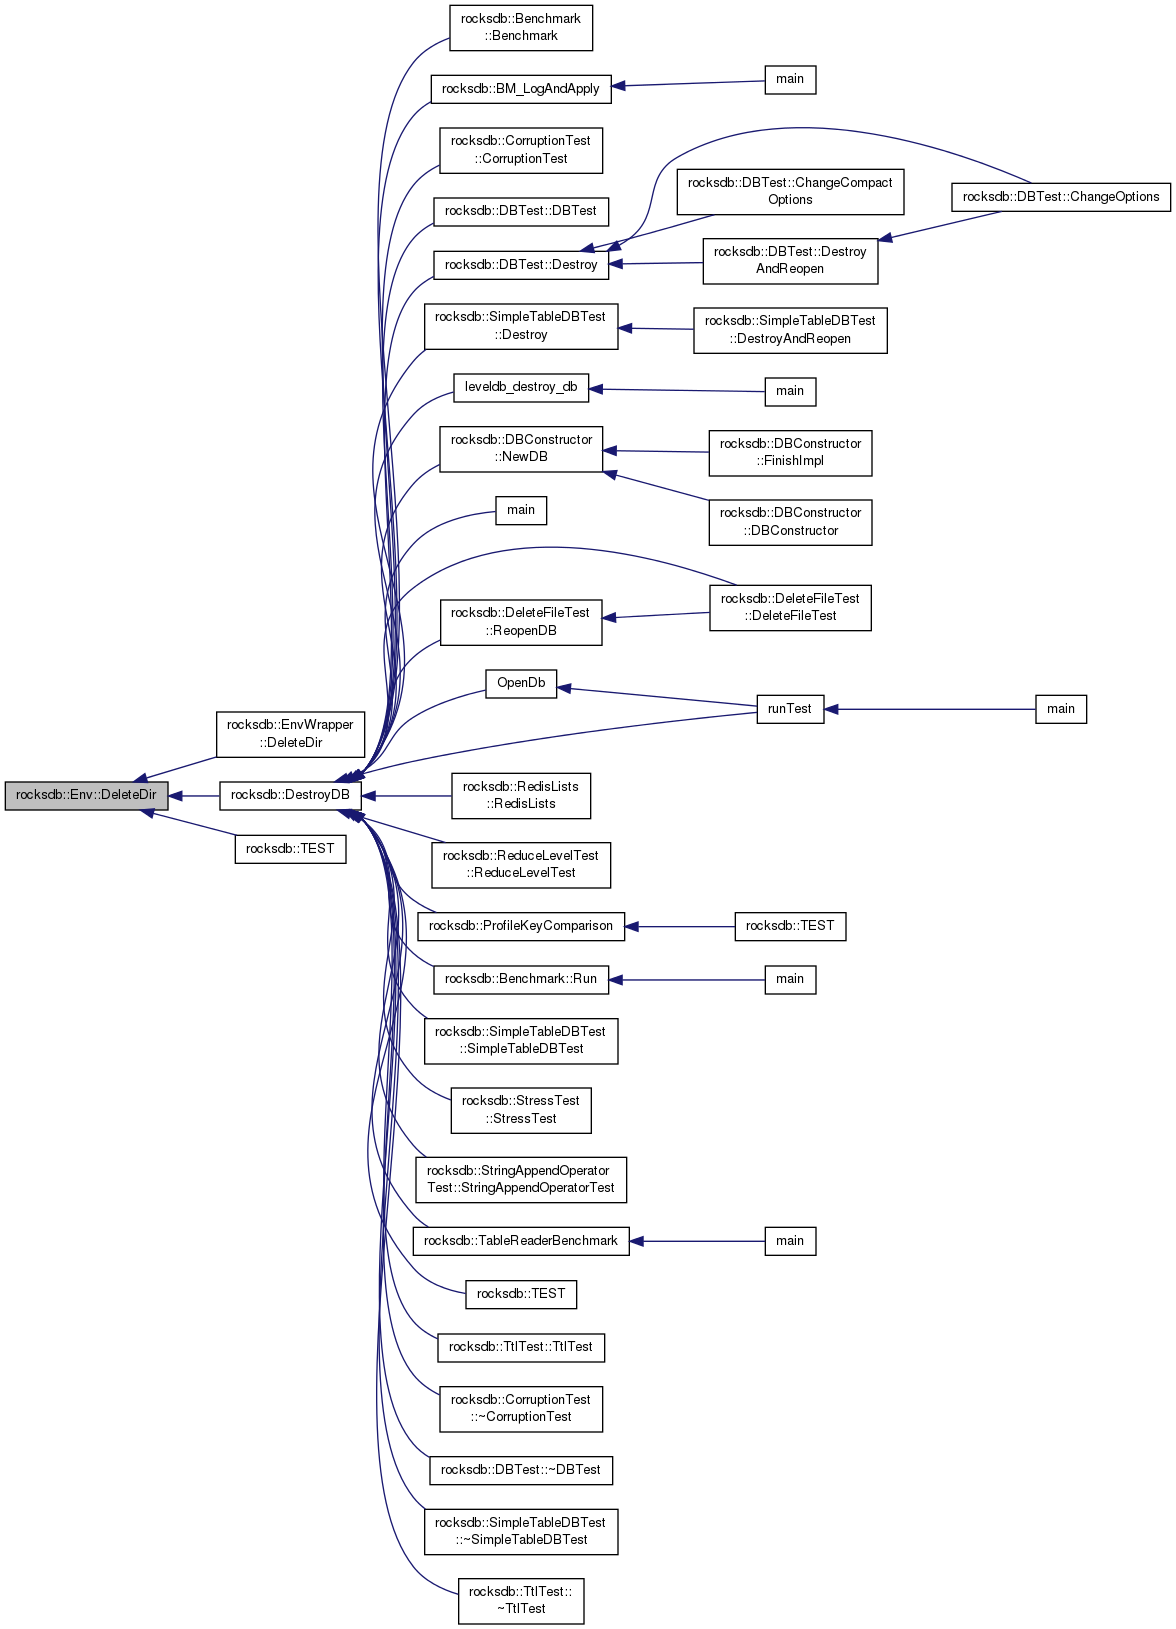 rocksdb::Benchmark
::Benchmark
rocksdb::BM_LogAndApply
main
rocksdb::CorruptionTest
::CorruptionTest
rocksdb::DBTest::ChangeCompact
Options
rocksdb::DBTest::ChangeOptions
rocksdb::DBTest::DBTest
rocksdb::DBTest::Destroy
rocksdb::DBTest::Destroy
AndReopen
rocksdb::SimpleTableDBTest
::Destroy
rocksdb::SimpleTableDBTest
::DestroyAndReopen
leveldb_destroy_db
main
rocksdb::DBConstructor
::NewDB
rocksdb::DBConstructor
::FinishImpl
main
rocksdb::DBConstructor
::DBConstructor
rocksdb::DeleteFileTest
::ReopenDB
rocksdb::DeleteFileTest
::DeleteFileTest
OpenDb
runTest
main
rocksdb::EnvWrapper
::DeleteDir
rocksdb::Env::DeleteDir
rocksdb::DestroyDB
rocksdb::RedisLists
::RedisLists
rocksdb::TEST
rocksdb::ReduceLevelTest
::ReduceLevelTest
rocksdb::ProfileKeyComparison
rocksdb::TEST
rocksdb::Benchmark::Run
main
rocksdb::SimpleTableDBTest
::SimpleTableDBTest
rocksdb::StressTest
::StressTest
rocksdb::StringAppendOperator
Test::StringAppendOperatorTest
rocksdb::TableReaderBenchmark
main
rocksdb::TEST
rocksdb::TtlTest::TtlTest
rocksdb::CorruptionTest
::~CorruptionTest
rocksdb::DBTest::~DBTest
rocksdb::SimpleTableDBTest
::~SimpleTableDBTest
rocksdb::TtlTest::
~TtlTest